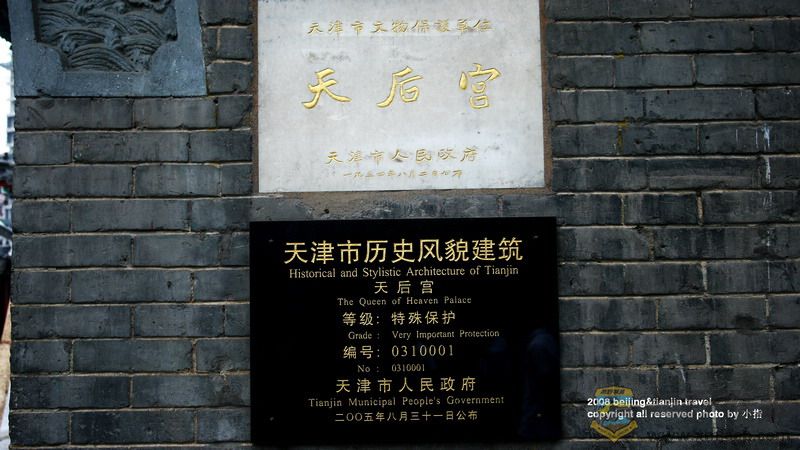 天津市文物保護单位
天后宫
天津市人民政府
天津市历史风貌建筑
Historical and Stylistic Architecture of Tianjin
天后宫
The Queen of Heaven Palace
等级：特殊保护
Grade : Very Important Protection
编号：0310001
No : 0310001
天津市人民政府
Tianjin Municipal People's Government
二〇〇五年八月三十一日公布
2008 beijing&tianjin travel
copyright all reserved photo by 小指